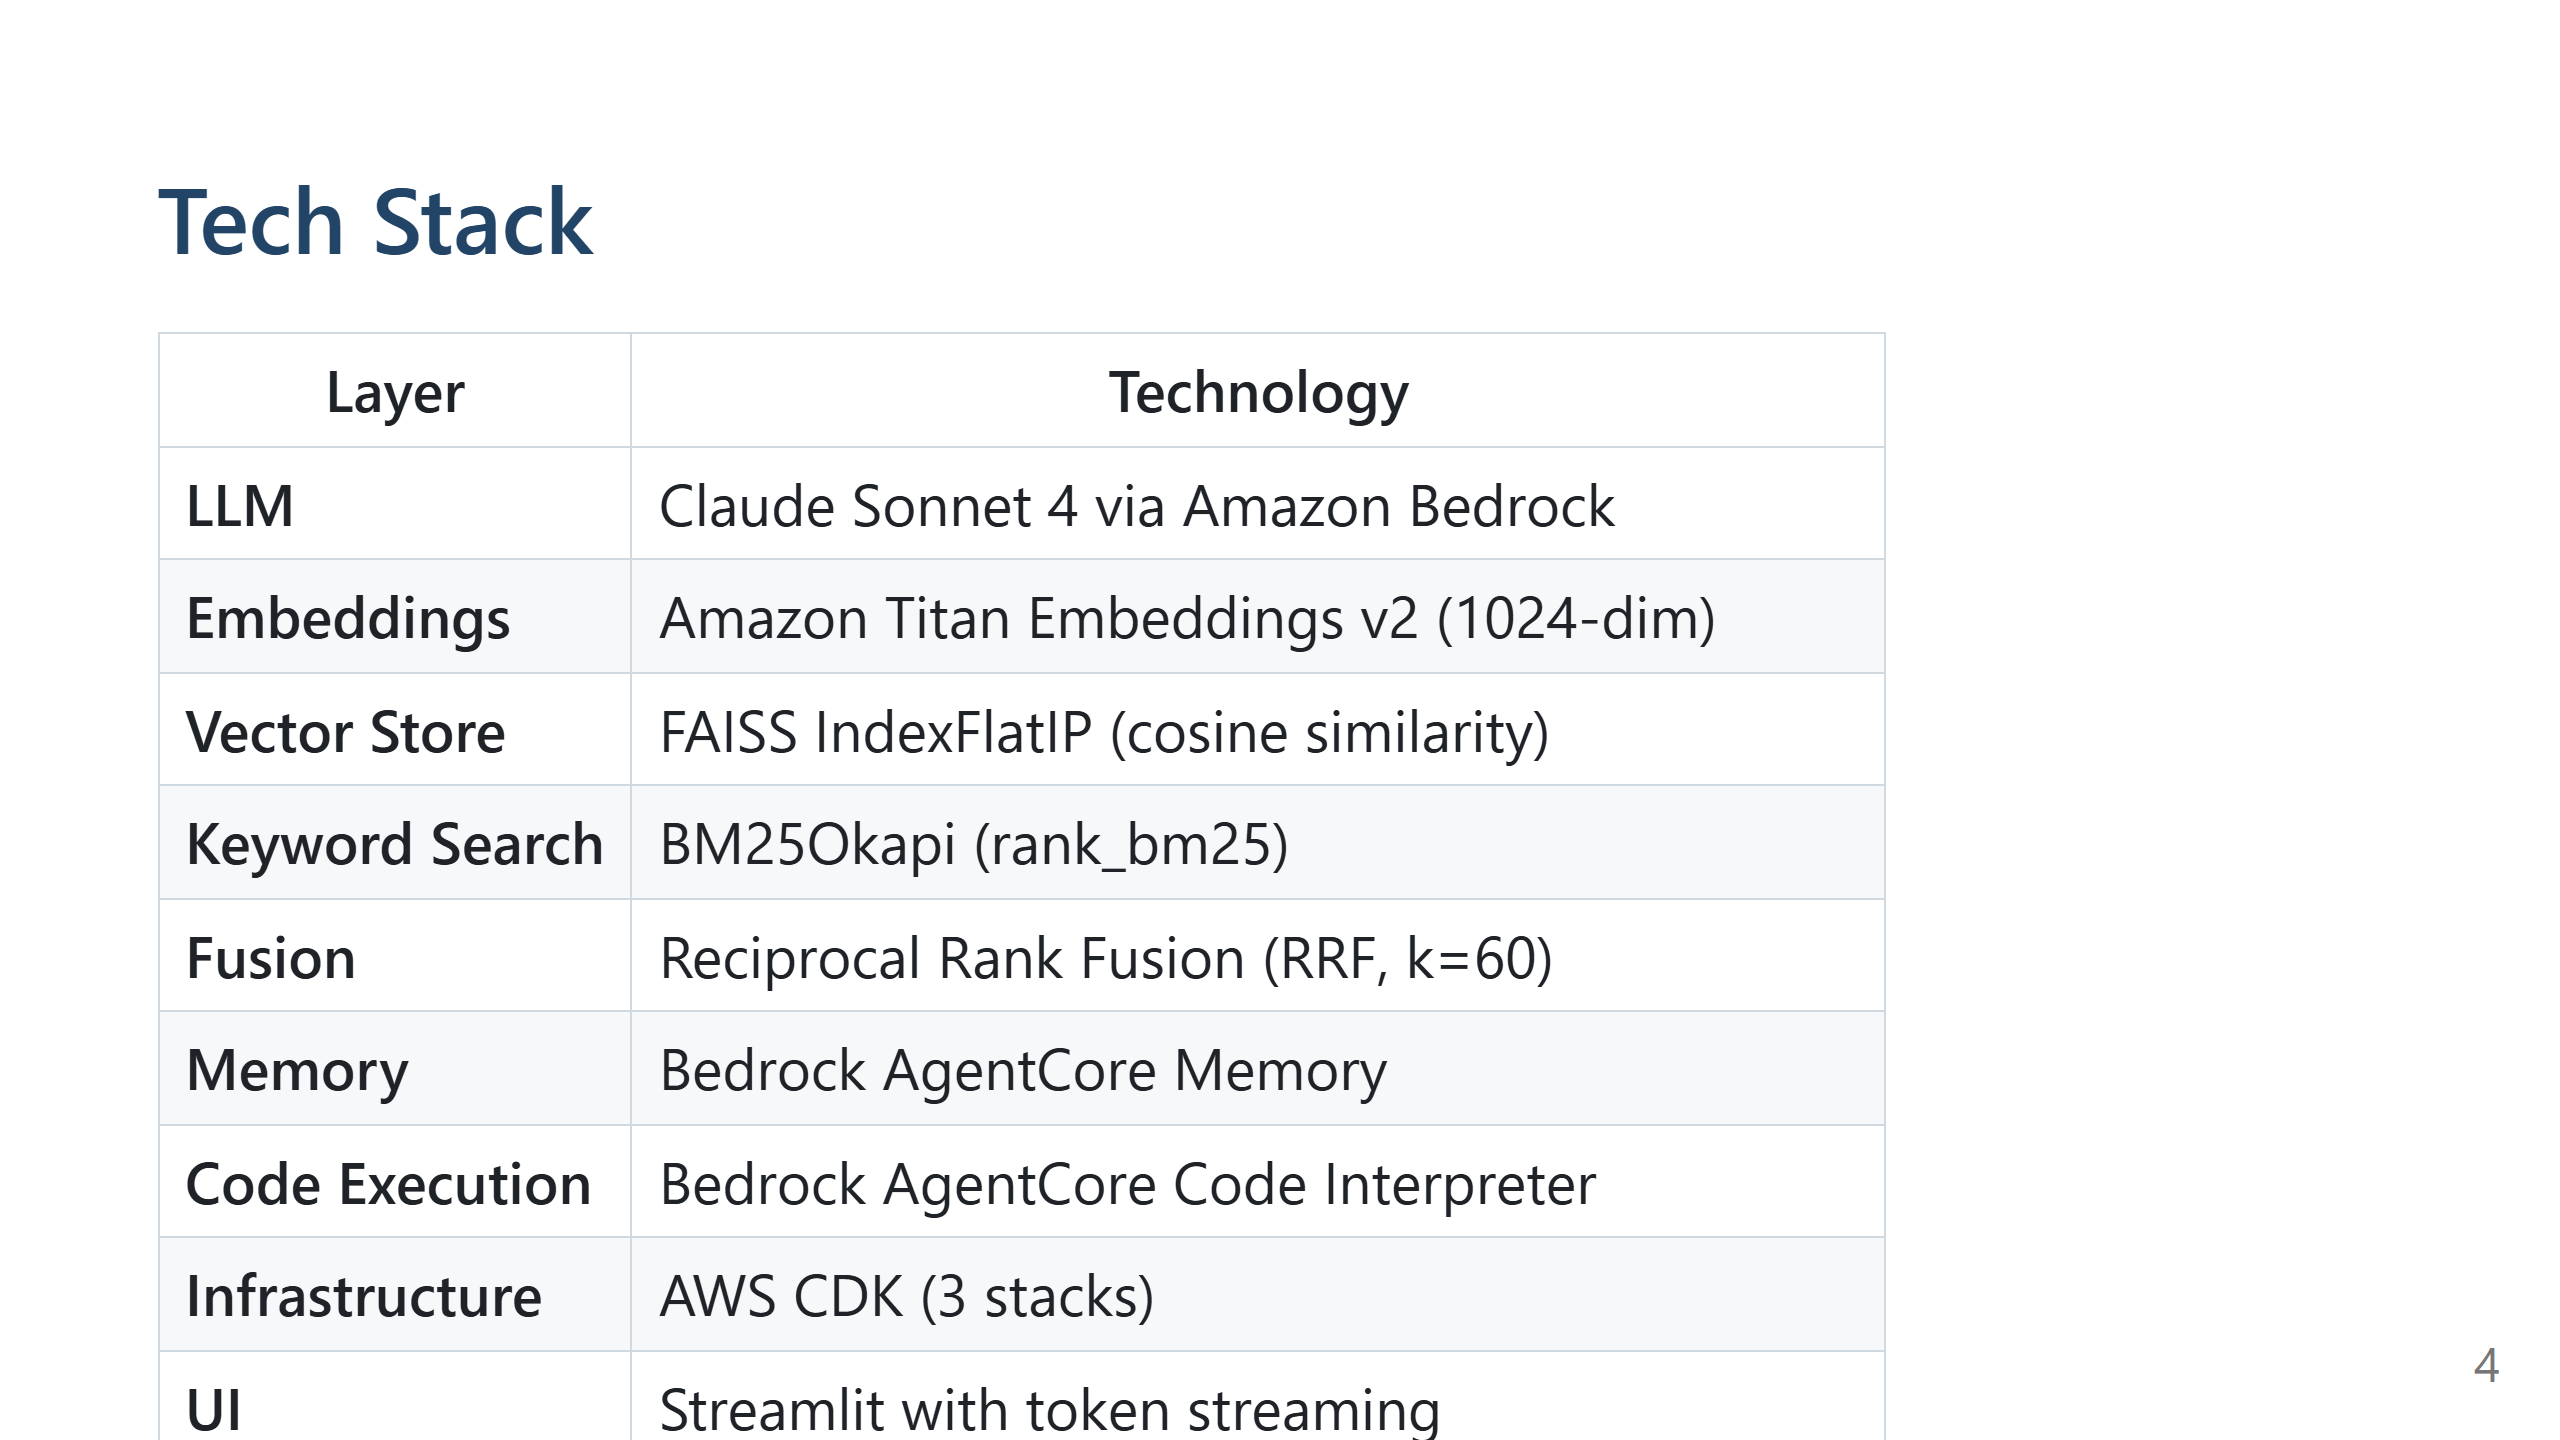 Tech Stack
Layer Technology
LLM Claude Sonnet 4 via Amazon Bedrock
Embeddings Amazon Titan Embeddings v2 (1024-dim)
Vector Store FAISS IndexFlatIP (cosine similarity)
Keyword Search BM25Okapi (rank_bm25)
Fusion Reciprocal Rank Fusion (RRF, k=60)
Memory Bedrock AgentCore Memory
Code Execution Bedrock AgentCore Code Interpreter
Infrastructure AWS CDK (3 stacks)
UI Streamlit with token streaming
4